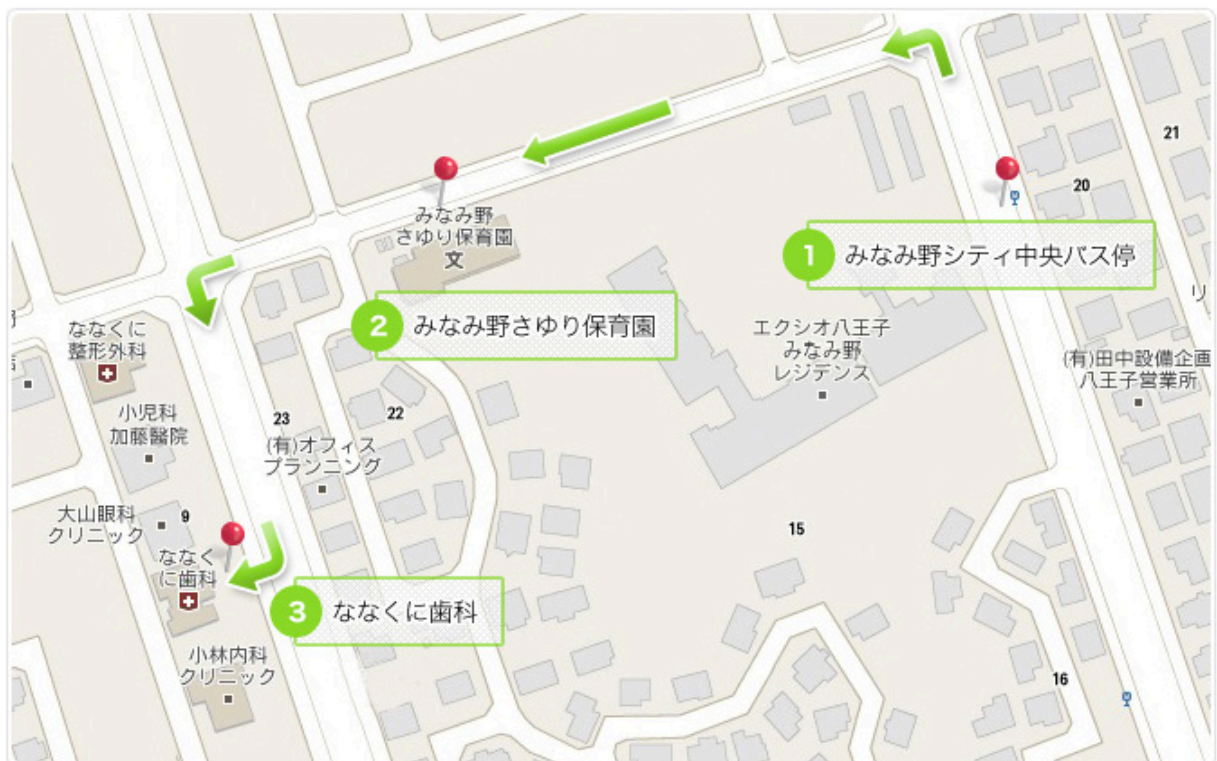 21
20
みなみ野
さゆり保育園
文
1 みなみ野シティ中央バス停
リ
2 みなみ野さゆり保育園
エクシオ八王子
みなみ野
レジデンス
(有)田中設備企画
八王子営業所
ななくに
整形外科
小児科
加藤醫院
23
22
(有)オフィス
プランニング
大山眼科
クリニック
9
15
ななく
に歯科
3 ななくに歯科
小林内科
クリニック
16